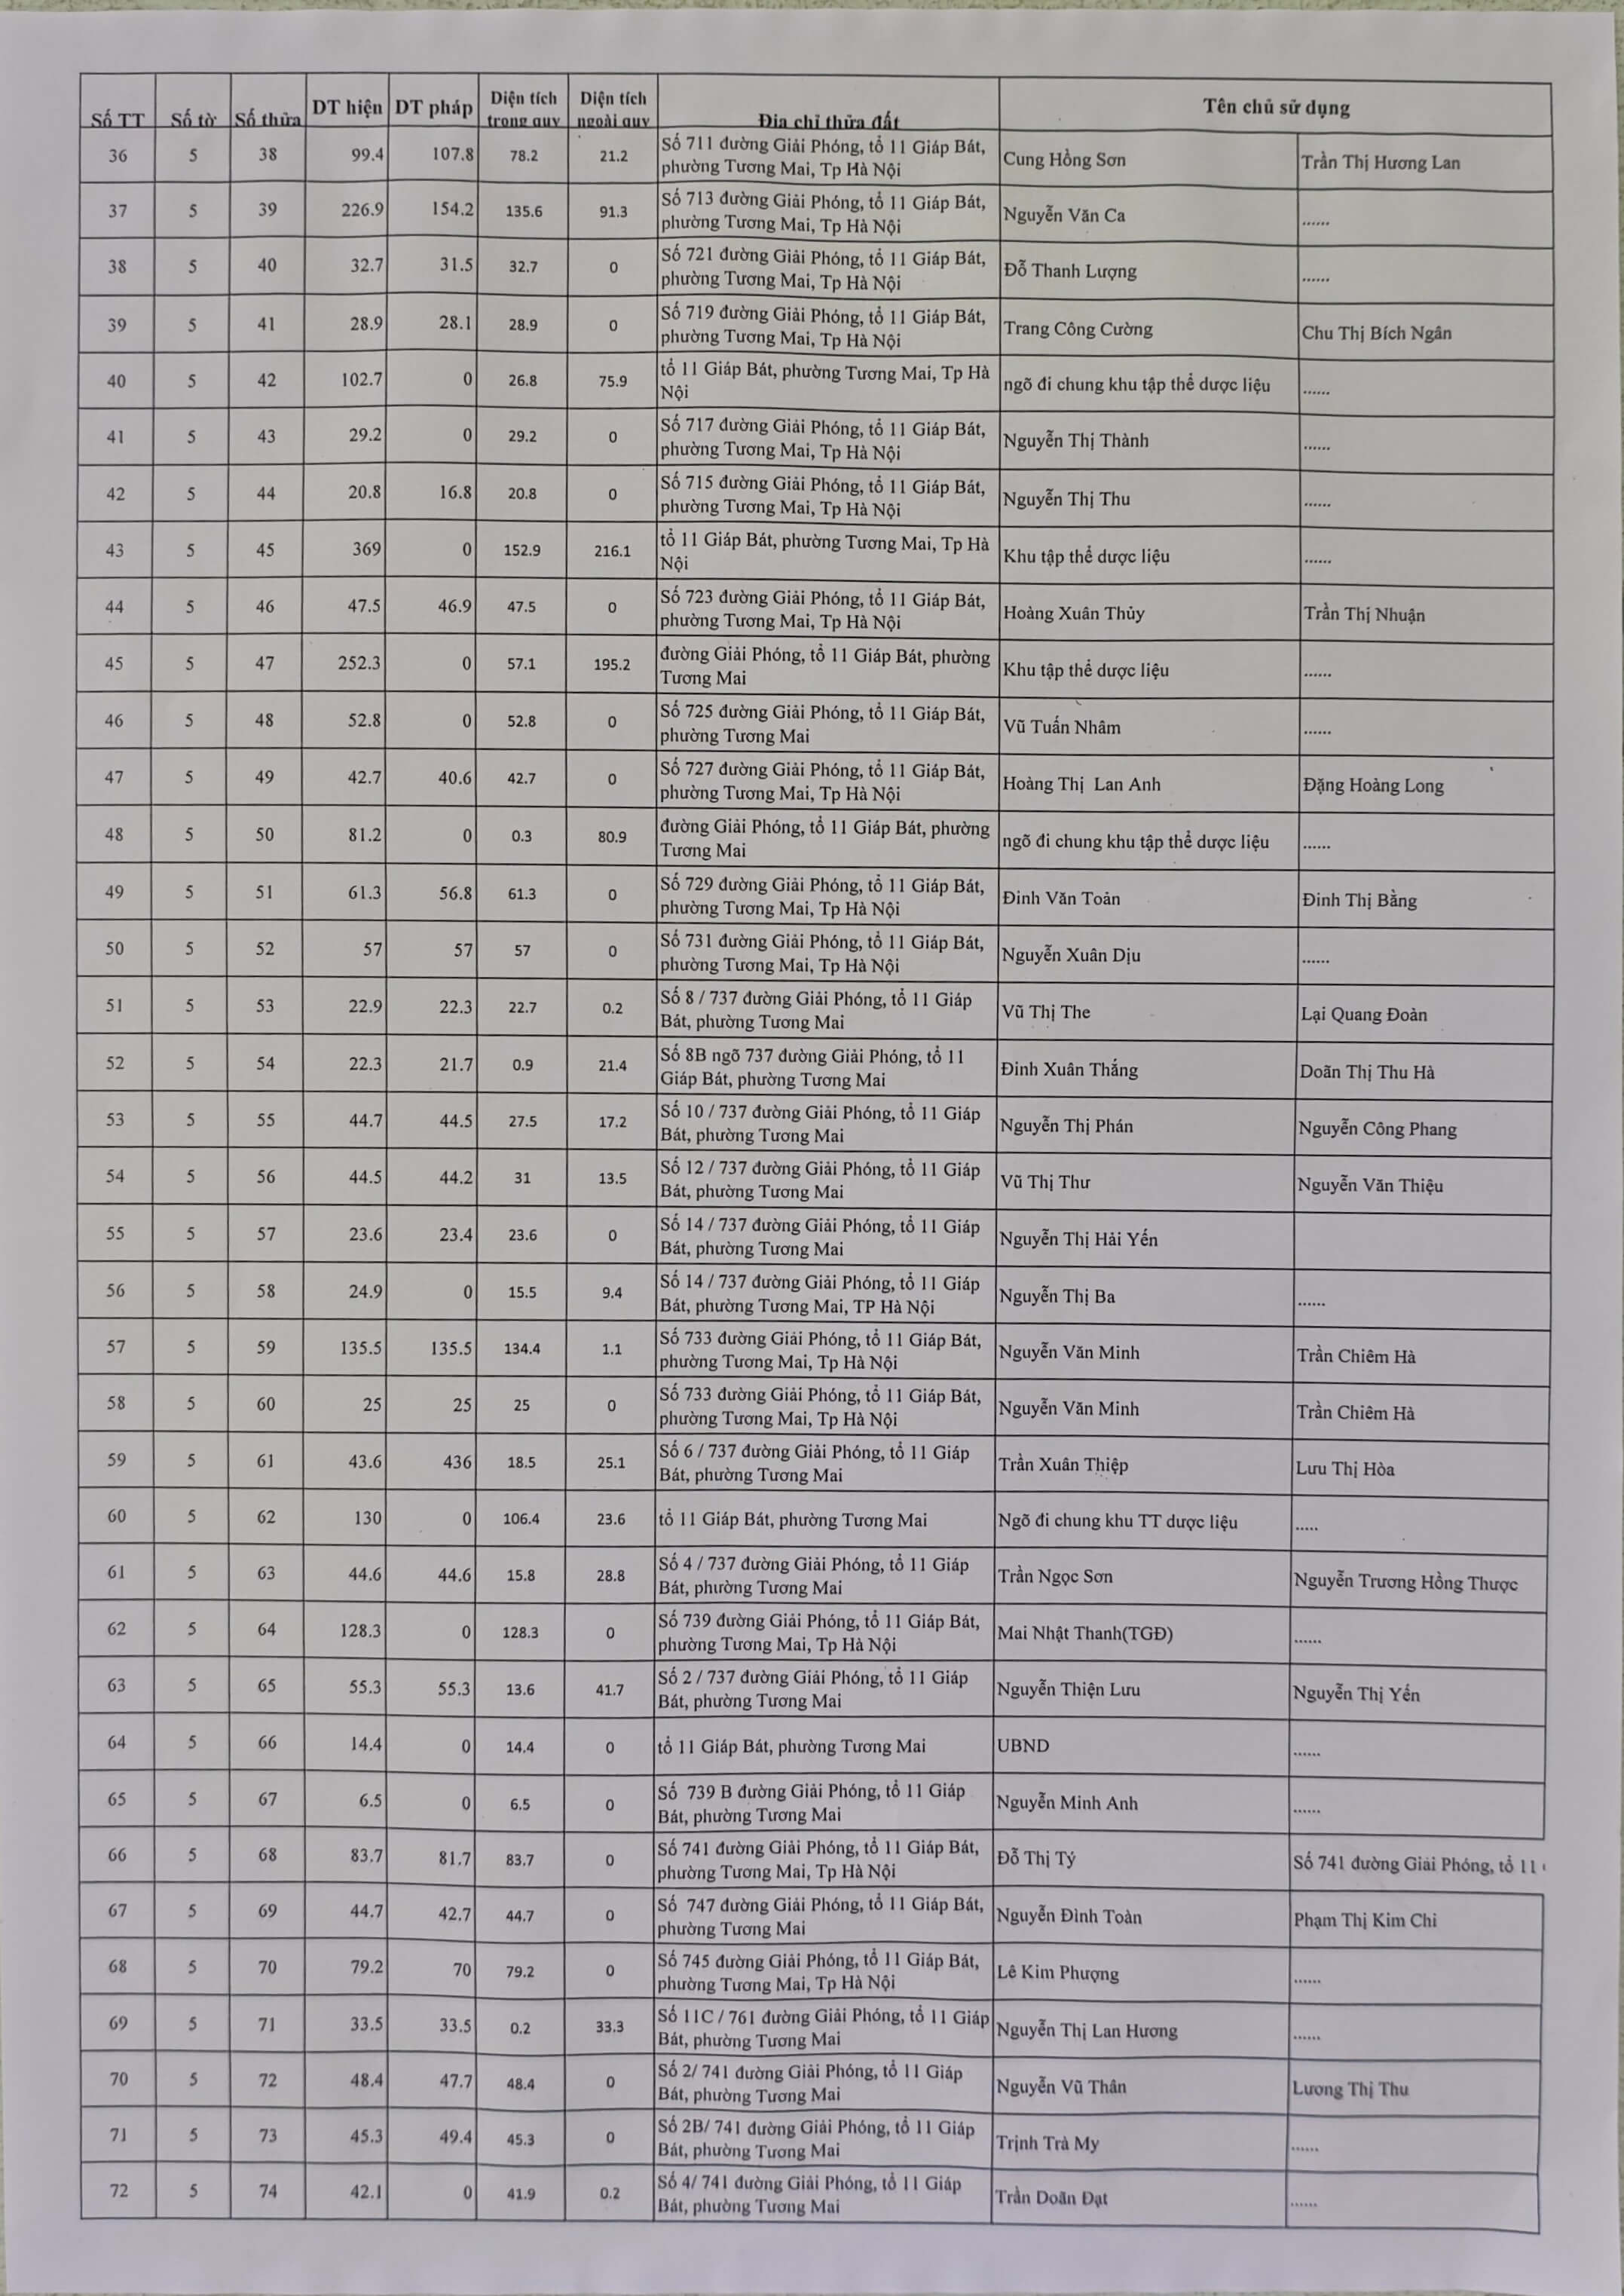 Số TT Số tờ Số thửa DT hiện DT pháp Diện tích trong quy Diện tích ngoài quy Địa chỉ thửa đất Tên chủ sử dụng
36 5 38 99.4 107.8 78.2 21.2 Số 711 đường Giải Phóng, tổ 11 Giáp Bát, Cung Hồng Sơn Trần Thị Hương Lan
phường Tương Mai, Tp Hà Nội
37 5 39 226.9 154.2 135.6 91.3 Số 713 đường Giải Phóng, tổ 11 Giáp Bát, Nguyễn Văn Ca ......
phường Tương Mai, Tp Hà Nội
38 5 40 32.7 31.5 32.7 0 Số 721 đường Giải Phóng, tổ 11 Giáp Bát, Đỗ Thanh Lượng ......
phường Tương Mai, Tp Hà Nội
39 5 41 28.9 28.1 28.9 0 Số 719 đường Giải Phóng, tổ 11 Giáp Bát, Trang Công Cường Chu Thị Bích Ngân
phường Tương Mai, Tp Hà Nội
40 5 42 102.7 0 26.8 75.9 tổ 11 Giáp Bát, phường Tương Mai, Tp Hà ngõ đi chung khu tập thể dược liệu ......
Nội
41 5 43 29.2 0 29.2 0 Số 717 đường Giải Phóng, tổ 11 Giáp Bát, Nguyễn Thị Thành ......
phường Tương Mai, Tp Hà Nội
42 5 44 20.8 16.8 20.8 0 Số 715 đường Giải Phóng, tổ 11 Giáp Bát, Nguyễn Thị Thu ......
phường Tương Mai, Tp Hà Nội
43 5 45 369 0 152.9 216.1 tổ 11 Giáp Bát, phường Tương Mai, Tp Hà Khu tập thể dược liệu ......
Nội
44 5 46 47.5 46.9 47.5 0 Số 723 đường Giải Phóng, tổ 11 Giáp Bát, Hoàng Xuân Thủy Trần Thị Nhuận
phường Tương Mai, Tp Hà Nội
45 5 47 252.3 0 57.1 195.2 đường Giải Phóng, tổ 11 Giáp Bát, phường Khu tập thể dược liệu ......
Tương Mai
46 5 48 52.8 0 52.8 0 Số 725 đường Giải Phóng, tổ 11 Giáp Bát, Vũ Tuấn Nhâm ......
phường Tương Mai
47 5 49 42.7 40.6 42.7 0 Số 727 đường Giải Phóng, tổ 11 Giáp Bát, Hoàng Thị Lan Anh Đặng Hoàng Long
phường Tương Mai, Tp Hà Nội
48 5 50 81.2 0 0.3 80.9 đường Giải Phóng, tổ 11 Giáp Bát, phường ngõ đi chung khu tập thể dược liệu ......
Tương Mai
49 5 51 61.3 56.8 61.3 0 Số 729 đường Giải Phóng, tổ 11 Giáp Bát, Đinh Văn Toản Đinh Thị Bằng
phường Tương Mai, Tp Hà Nội
50 5 52 57 57 57 0 Số 731 đường Giải Phóng, tổ 11 Giáp Bát, Nguyễn Xuân Dịu ......
phường Tương Mai, Tp Hà Nội
51 5 53 22.9 22.3 22.7 0.2 Số 8 / 737 đường Giải Phóng, tổ 11 Giáp Vũ Thị The Lại Quang Đoàn
Bát, phường Tương Mai
52 5 54 22.3 21.7 0.9 21.4 Số 8B ngõ 737 đường Giải Phóng, tổ 11 Đinh Xuân Thắng Doãn Thị Thu Hà
Giáp Bát, phường Tương Mai
53 5 55 44.7 44.5 27.5 17.2 Số 10 / 737 đường Giải Phóng, tổ 11 Giáp Nguyễn Thị Phán Nguyễn Công Phang
Bát, phường Tương Mai
54 5 56 44.5 44.2 31 13.5 Số 12 / 737 đường Giải Phóng, tổ 11 Giáp Vũ Thị Thư Nguyễn Văn Thiệu
Bát, phường Tương Mai
55 5 57 23.6 23.4 23.6 0 Số 14 / 737 đường Giải Phóng, tổ 11 Giáp Nguyễn Thị Hải Yến
Bát, phường Tương Mai
56 5 58 24.9 0 15.5 9.4 Số 14 / 737 đường Giải Phóng, tổ 11 Giáp Nguyễn Thị Ba ......
Bát, phường Tương Mai, TP Hà Nội
57 5 59 135.5 135.5 134.4 1.1 Số 733 đường Giải Phóng, tổ 11 Giáp Bát, Nguyễn Văn Minh Trần Chiêm Hà
phường Tương Mai, Tp Hà Nội
58 5 60 25 25 25 0 Số 733 đường Giải Phóng, tổ 11 Giáp Bát, Nguyễn Văn Minh Trần Chiêm Hà
phường Tương Mai, Tp Hà Nội
59 5 61 43.6 436 18.5 25.1 Số 6 / 737 đường Giải Phóng, tổ 11 Giáp Trần Xuân Thiệp Lưu Thị Hòa
Bát, phường Tương Mai
60 5 62 130 0 106.4 23.6 tổ 11 Giáp Bát, phường Tương Mai Ngõ đi chung khu TT dược liệu .....
61 5 63 44.6 44.6 15.8 28.8 Số 4 / 737 đường Giải Phóng, tổ 11 Giáp Trần Ngọc Sơn Nguyễn Trương Hồng Thược
Bát, phường Tương Mai
62 5 64 128.3 0 128.3 0 Số 739 đường Giải Phóng, tổ 11 Giáp Bát, Mai Nhật Thanh(TGĐ) ......
phường Tương Mai, Tp Hà Nội
63 5 65 55.3 55.3 13.6 41.7 Số 2 / 737 đường Giải Phóng, tổ 11 Giáp Nguyễn Thiện Lưu Nguyễn Thị Yến
Bát, phường Tương Mai
64 5 66 14.4 0 14.4 0 tổ 11 Giáp Bát, phường Tương Mai UBND ......
65 5 67 6.5 0 6.5 0 Số 739 B đường Giải Phóng, tổ 11 Giáp Nguyễn Minh Anh ......
Bát, phường Tương Mai
66 5 68 83.7 81.7 83.7 0 Số 741 đường Giải Phóng, tổ 11 Giáp Bát, Đỗ Thị Tý Số 741 đường Giải Phóng, tổ 11
phường Tương Mai, Tp Hà Nội
67 5 69 44.7 42.7 44.7 0 Số 747 đường Giải Phóng, tổ 11 Giáp Bát, Nguyễn Đình Toàn Phạm Thị Kim Chi
phường Tương Mai
68 5 70 79.2 70 79.2 0 Số 745 đường Giải Phóng, tổ 11 Giáp Bát, Lê Kim Phượng ......
phường Tương Mai, Tp Hà Nội
69 5 71 33.5 33.5 0.2 33.3 Số 11C / 761 đường Giải Phóng, tổ 11 Giáp Nguyễn Thị Lan Hương ......
Bát, phường Tương Mai
70 5 72 48.4 47.7 48.4 0 Số 2/ 741 đường Giải Phóng, tổ 11 Giáp Nguyễn Vũ Thân Lương Thị Thu
Bát, phường Tương Mai
71 5 73 45.3 49.4 45.3 0 Số 2B/ 741 đường Giải Phóng, tổ 11 Giáp Trịnh Trà My ......
Bát, phường Tương Mai
72 5 74 42.1 0 41.9 0.2 Số 4/ 741 đường Giải Phóng, tổ 11 Giáp Trần Doãn Đạt ......
Bát, phường Tương Mai